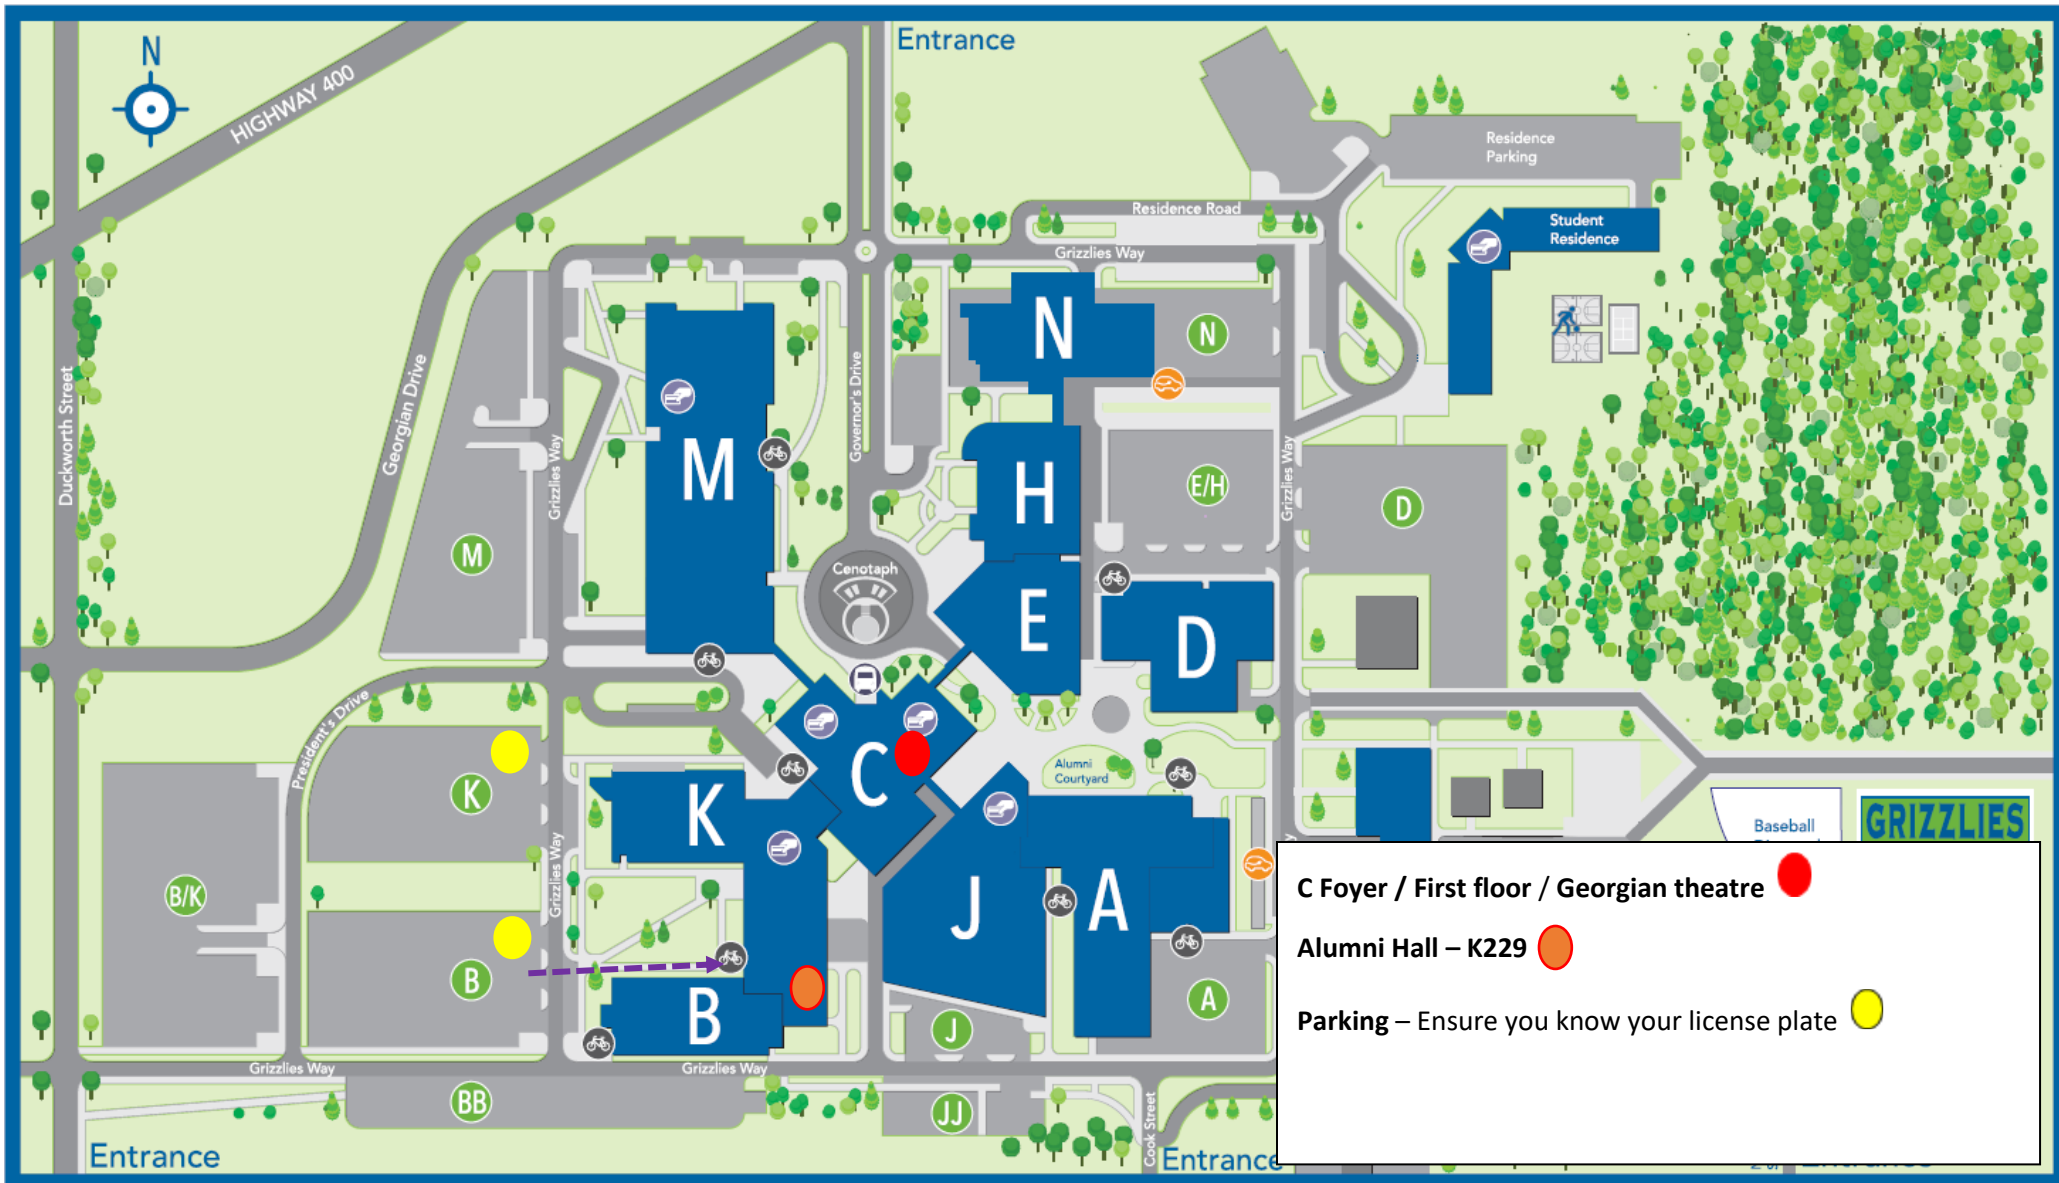 Entrance
N
HIGHWAY 400
Residence
Parking
Residence Road
Student
Residence
Grizzlies Way
N
N
Duckworth Street
Georgian Drive
Governor's Drive
Grizzlies Way
M
H
E/H
Grizzlies Way
D
M
Cenotaph
E
D
President's Drive
K
C
Alumni
Courtyard
K
Grizzlies Way
B/K
J
A
Baseball
GRIZZLIES
C Foyer / First floor / Georgian theatre
Alumni Hall – K229
Parking – Ensure you know your license plate
B
B
J
A
Grizzlies Way
Grizzlies Way
BB
JJ
Cook Street
Entrance
Entrance